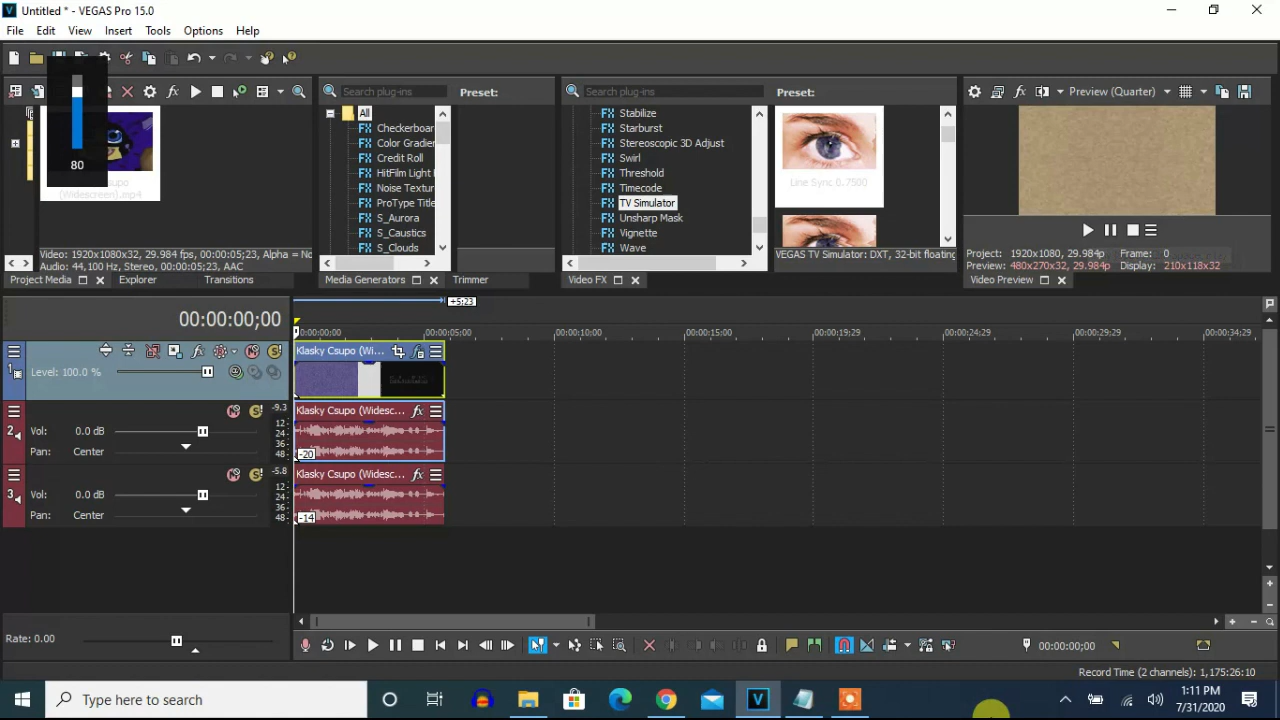 Untitled * - VEGAS Pro 15.0
File Edit View Insert Tools Options Help
80
(Widescreen).mp4
Video: 1920x1080x32, 29.984 fps, 00:00:05;23, Alpha = No
Audio: 44,100 Hz, Stereo, 00:00:05;23, AAC
Project Media Explorer Transitions
Search plug-ins Preset:
All
Checkerboar
Color Gradier
Credit Roll
HitFilm Light
Noise Textur
ProType Title
S_Aurora
S_Caustics
S_Clouds
Media Generators Trimmer
Search plug-ins Preset:
Stabilize
Starburst
Stereoscopic 3D Adjust
Swirl
Threshold
Timecode
TV Simulator
Unsharp Mask
Vignette
Wave
Line Sync 0.7500
VEGAS TV Simulator: DXT, 32-bit floating
Video FX
Preview (Quarter)
Project: 1920x1080, 29.984p Frame: 0
Preview: 480x270x32, 29.984p Display: 210x118x32
Video Preview
00:00:00;00
+5;23
00:00:00;00 00:00:05;00 00:00:10;00 00:00:15;00 00:00:19;29 00:00:24;29 00:00:29;29 00:00:34;29
1 Level: 100.0 %
Klasky Csupo (Wi...
2 Vol: 0.0 dB
Pan: Center
-9.3
12
24
36
48
Klasky Csupo (Widesc...
-20
3 Vol: 0.0 dB
Pan: Center
-5.8
12
24
36
48
Klasky Csupo (Widesc...
-14
Rate: 0.00
00:00:00;00
Record Time (2 channels): 1,175:26:10
Type here to search
1:11 PM
7/31/2020